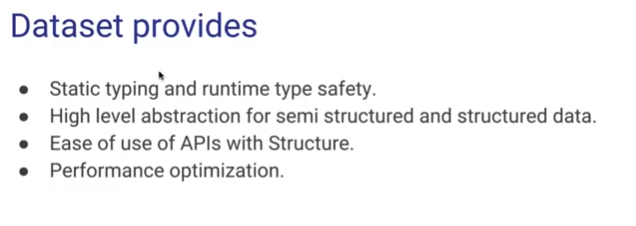 Dataset provides
● Static typing and runtime type safety.
● High level abstraction for semi structured and structured data.
● Ease of use of APIs with Structure.
● Performance optimization.